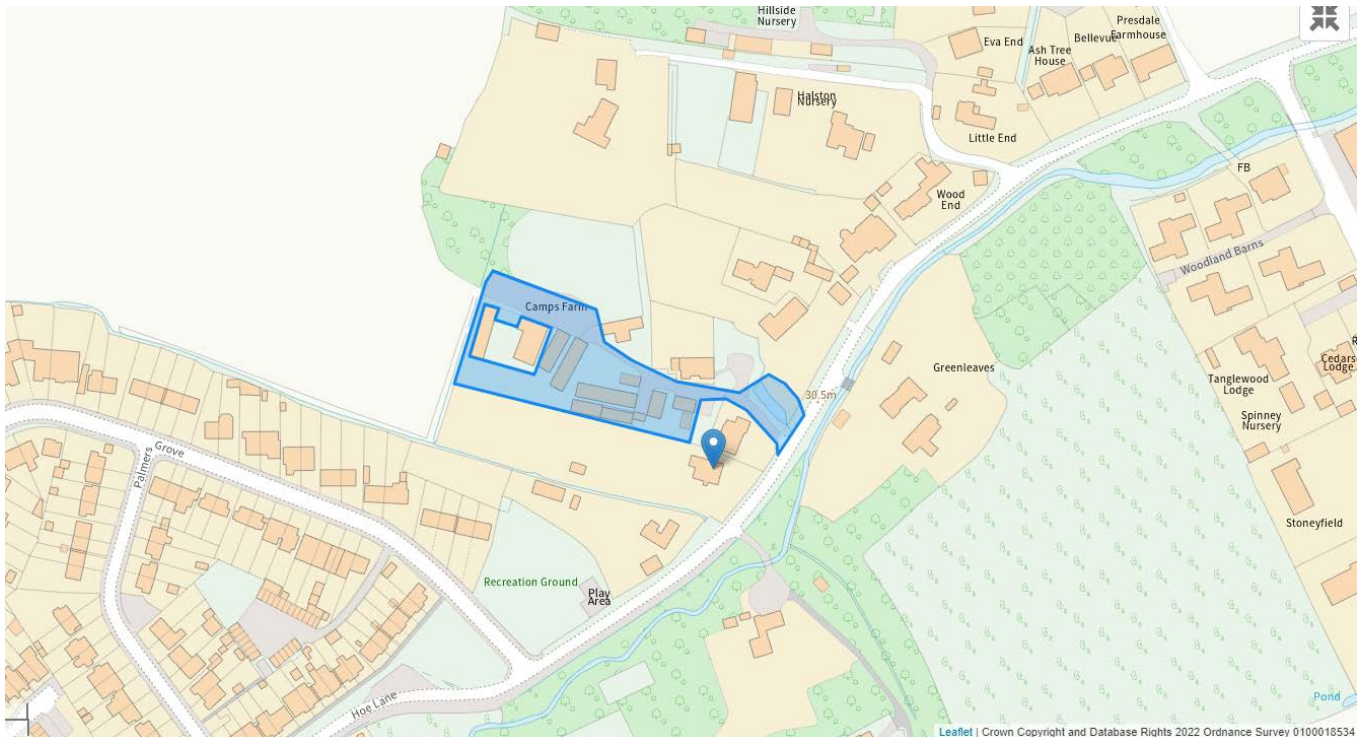 Hillside
Nursery
Presdale
Farmhouse
Bellevue
Eva End
Ash Tree
House
Halston
Nursery
Little End
FB
Wood
End
Woodland Barns
Camps Farm
Greenleaves
30.5m
Cedars
Lodge
Tanglewood
Lodge
Spinney
Nursery
Palmers
Grove
Stoneyfield
Recreation Ground
Play
Area
Hoe Lane
Pond
Leaflet | Crown Copyright and Database Rights 2022 Ordnance Survey 0100018534